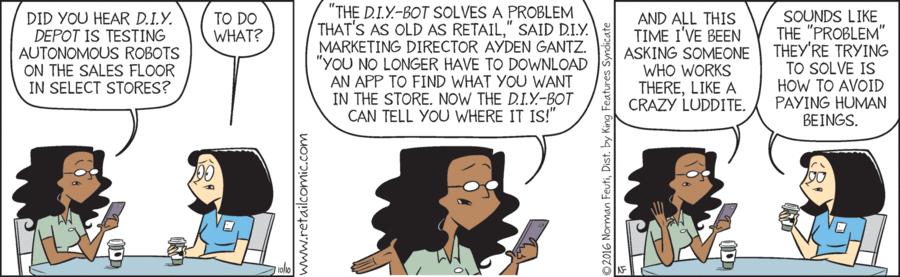 DID YOU HEAR D.I.Y.
DEPOT IS TESTING
AUTONOMOUS ROBOTS
ON THE SALES FLOOR
IN SELECT STORES?
TO DO
WHAT?
10/10
www.retailcomic.com
"THE D.I.Y.-BOT SOLVES A PROBLEM
THAT'S AS OLD AS RETAIL," SAID D.I.Y.
MARKETING DIRECTOR AYDEN GANTZ.
"YOU NO LONGER HAVE TO DOWNLOAD
AN APP TO FIND WHAT YOU WANT
IN THE STORE. NOW THE D.I.Y.-BOT
CAN TELL YOU WHERE IT IS!"
©2016 Norman Feuti, Dist. by King Features Syndicate
AND ALL THIS
TIME I'VE BEEN
ASKING SOMEONE
WHO WORKS
THERE, LIKE A
CRAZY LUDDITE.
SOUNDS LIKE
THE "PROBLEM"
THEY'RE TRYING
TO SOLVE IS
HOW TO AVOID
PAYING HUMAN
BEINGS.
NF